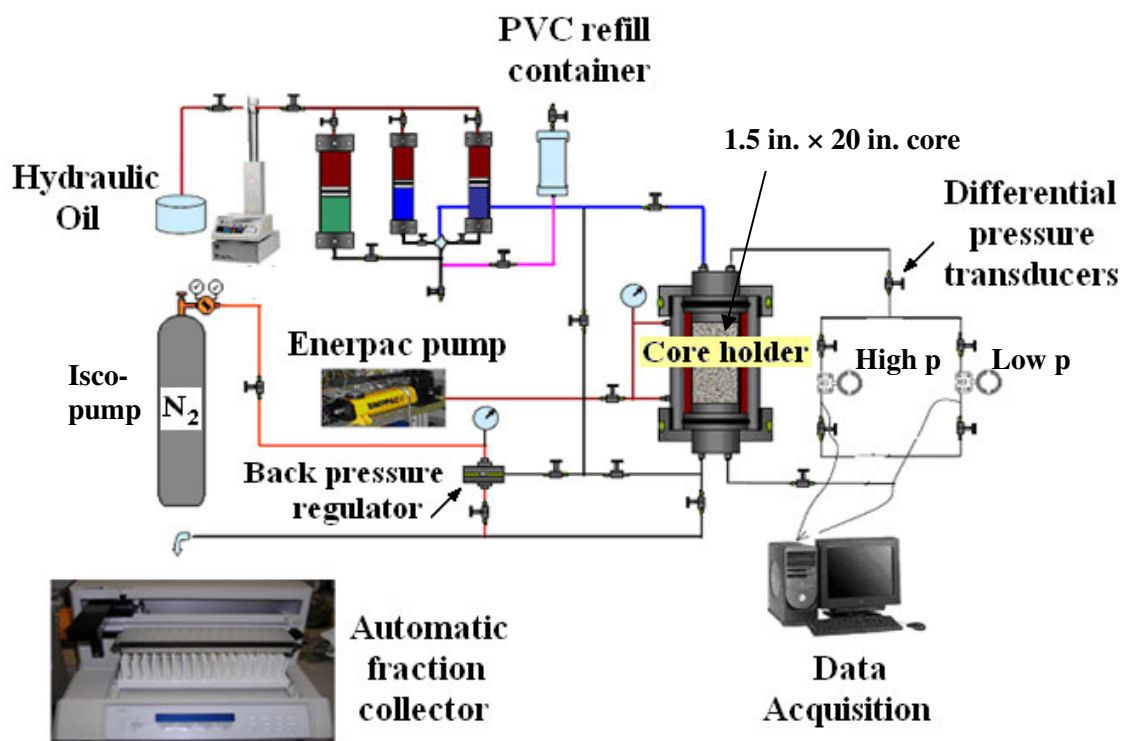 PVC refill
container
1.5 in. × 20 in. core
Hydraulic
Oil
Differential
pressure
transducers
Enerpac pump
Core holder
High p
Low p
Isco-
pump
N2
ENERPAC
Back pressure
regulator
Automatic
fraction
collector
Data
Acquisition